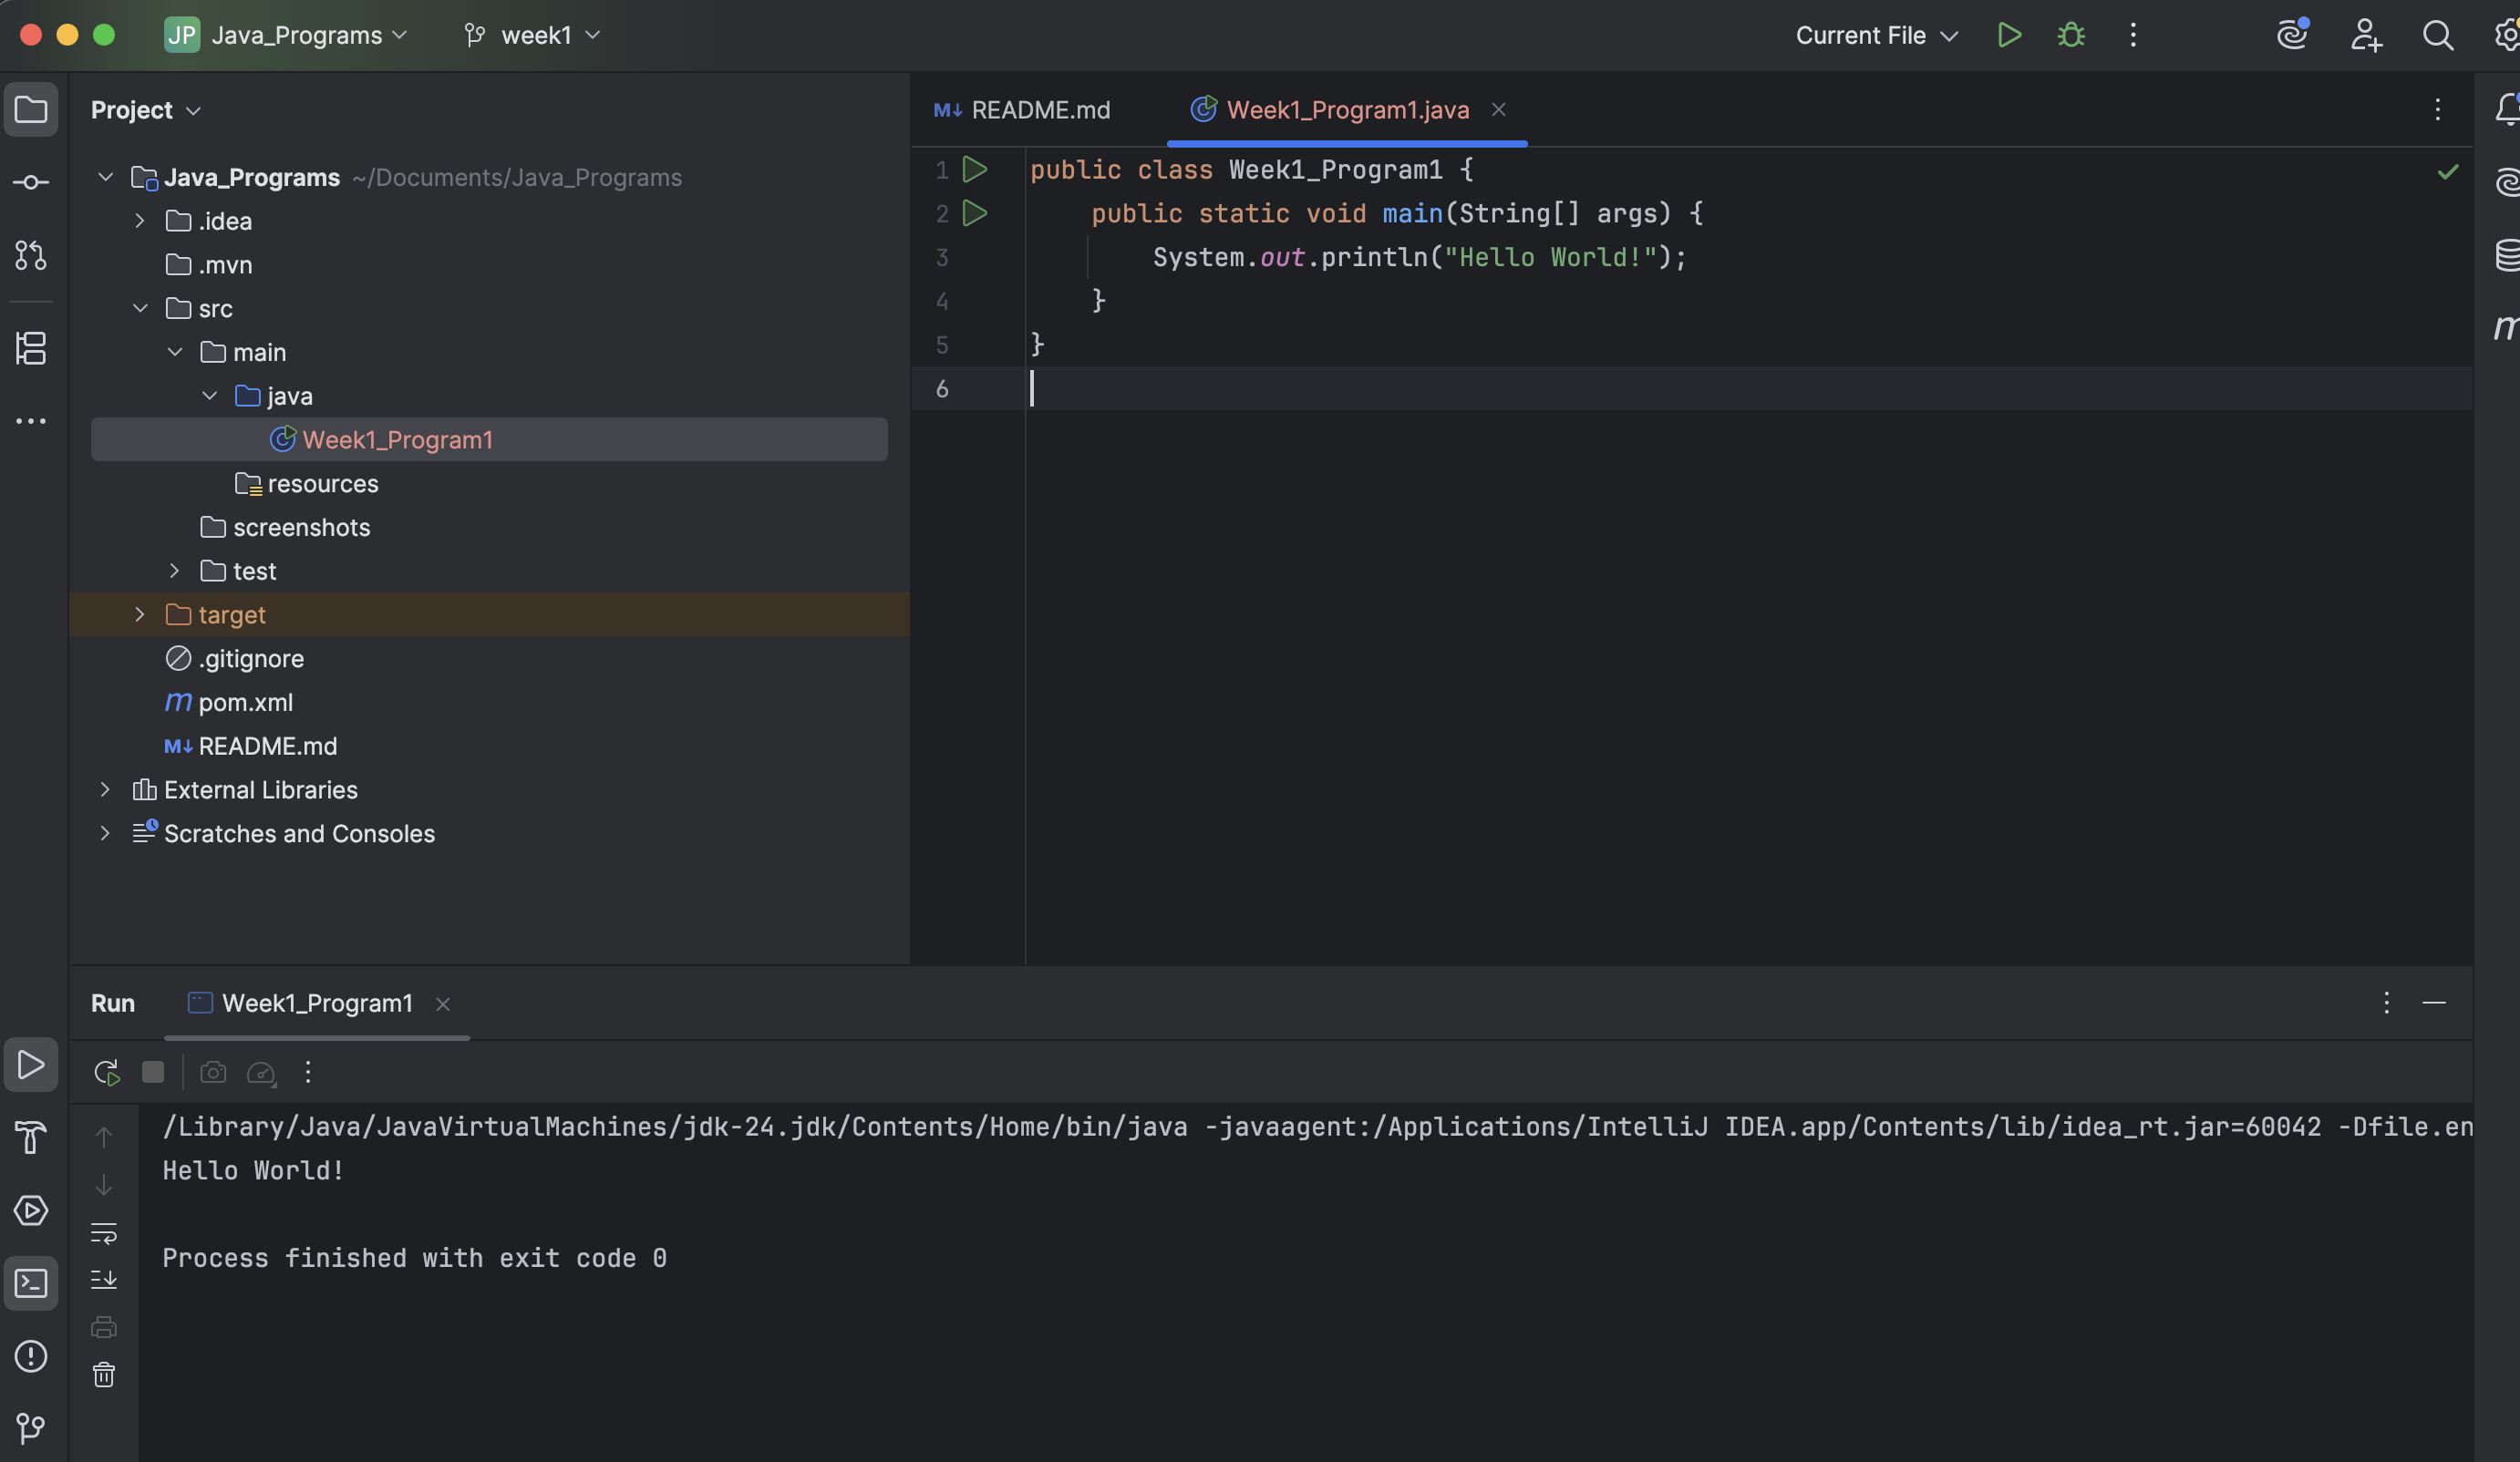 JP Java_Programs week1 Current File
Project
Java_Programs ~/Documents/Java_Programs
.idea
.mvn
src
main
java
Week1_Program1
resources
screenshots
test
target
.gitignore
m pom.xml
M↓ README.md
External Libraries
Scratches and Consoles
M↓ README.md Week1_Program1.java
1 public class Week1_Program1 {
2 public static void main(String[] args) {
3 System.out.println("Hello World!");
4 }
5 }
6
Run Week1_Program1
/Library/Java/JavaVirtualMachines/jdk-24.jdk/Contents/Home/bin/java -javaagent:/Applications/IntelliJ IDEA.app/Contents/lib/idea_rt.jar=60042 -Dfile.en
Hello World!
Process finished with exit code 0